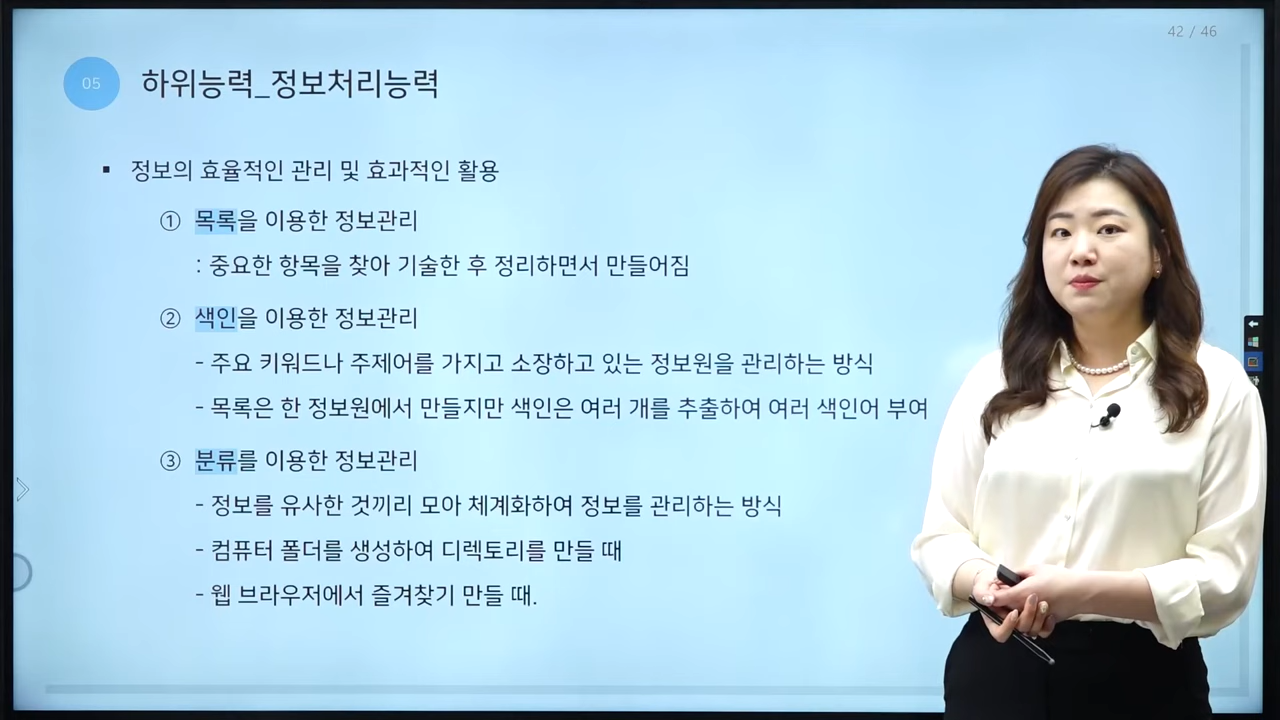 42 / 46
05
하위능력_정보처리능력
▪ 정보의 효율적인 관리 및 효과적인 활용
① 목록을 이용한 정보관리
: 중요한 항목을 찾아 기술한 후 정리하면서 만들어짐
② 색인을 이용한 정보관리
- 주요 키워드나 주제어를 가지고 소장하고 있는 정보원을 관리하는 방식
- 목록은 한 정보원에서 만들지만 색인은 여러 개를 추출하여 여러 색인어 부여
③ 분류를 이용한 정보관리
- 정보를 유사한 것끼리 모아 체계화하여 정보를 관리하는 방식
- 컴퓨터 폴더를 생성하여 디렉토리를 만들 때
- 웹 브라우저에서 즐겨찾기 만들 때.